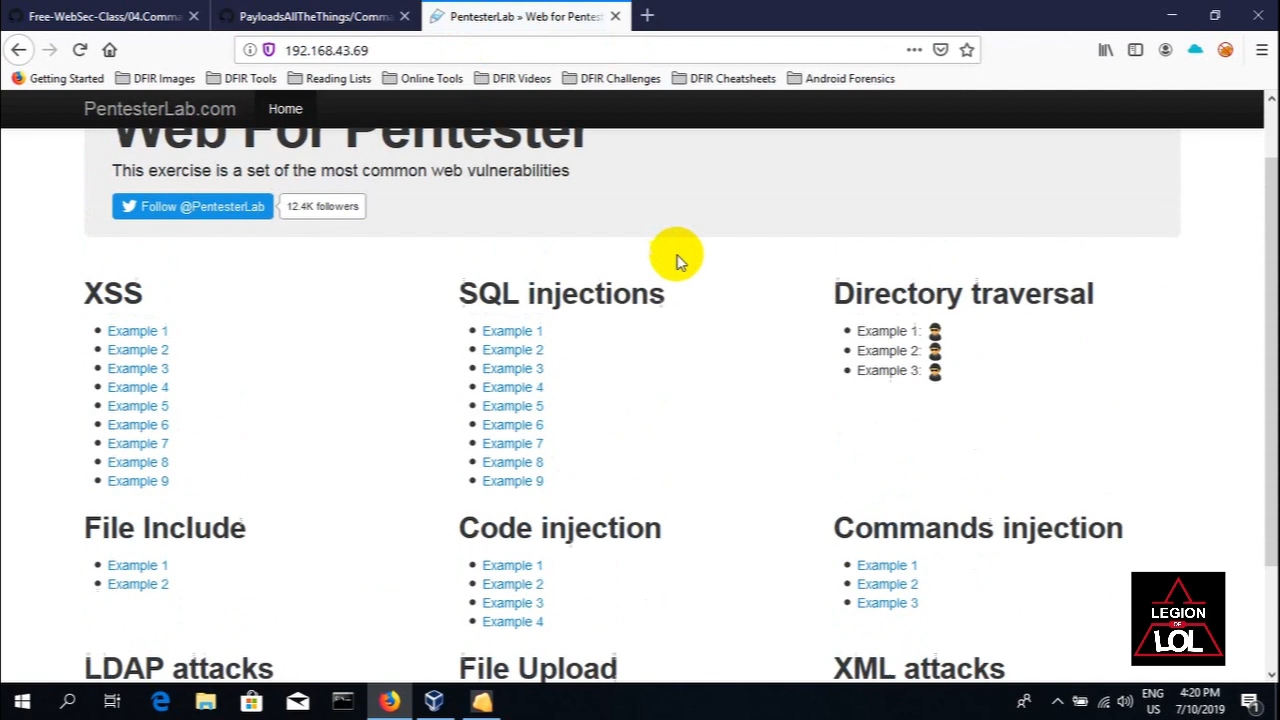 Free-WebSec-Class/04.Comma
PayloadsAllTheThings/Comma
PentesterLab » Web for Pentest
192.168.43.69
Getting Started
DFIR Images
DFIR Tools
Reading Lists
Online Tools
DFIR Videos
DFIR Challenges
DFIR Cheatsheets
Android Forensics
PentesterLab.com
Home
Web For Pentester
This exercise is a set of the most common web vulnerabilities
Follow @PentesterLab
12.4K followers
XSS
Example 1
Example 2
Example 3
Example 4
Example 5
Example 6
Example 7
Example 8
Example 9
SQL injections
Example 1
Example 2
Example 3
Example 4
Example 5
Example 6
Example 7
Example 8
Example 9
Directory traversal
Example 1:
Example 2:
Example 3:
File Include
Example 1
Example 2
Code injection
Example 1
Example 2
Example 3
Example 4
Commands injection
Example 1
Example 2
Example 3
LDAP attacks
File Upload
XML attacks
LEGION
OF
LOL
ENG
US
4:20 PM
7/10/2019
1